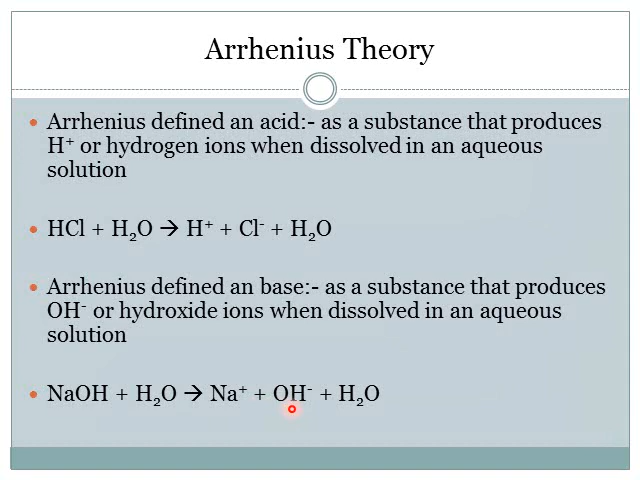 Arrhenius Theory
• Arrhenius defined an acid:- as a substance that produces
H⁺ or hydrogen ions when dissolved in an aqueous
solution
• HCl + H₂O → H⁺ + Cl⁻ + H₂O
• Arrhenius defined an base:- as a substance that produces
OH⁻ or hydroxide ions when dissolved in an aqueous
solution
• NaOH + H₂O → Na⁺ + OH⁻ + H₂O